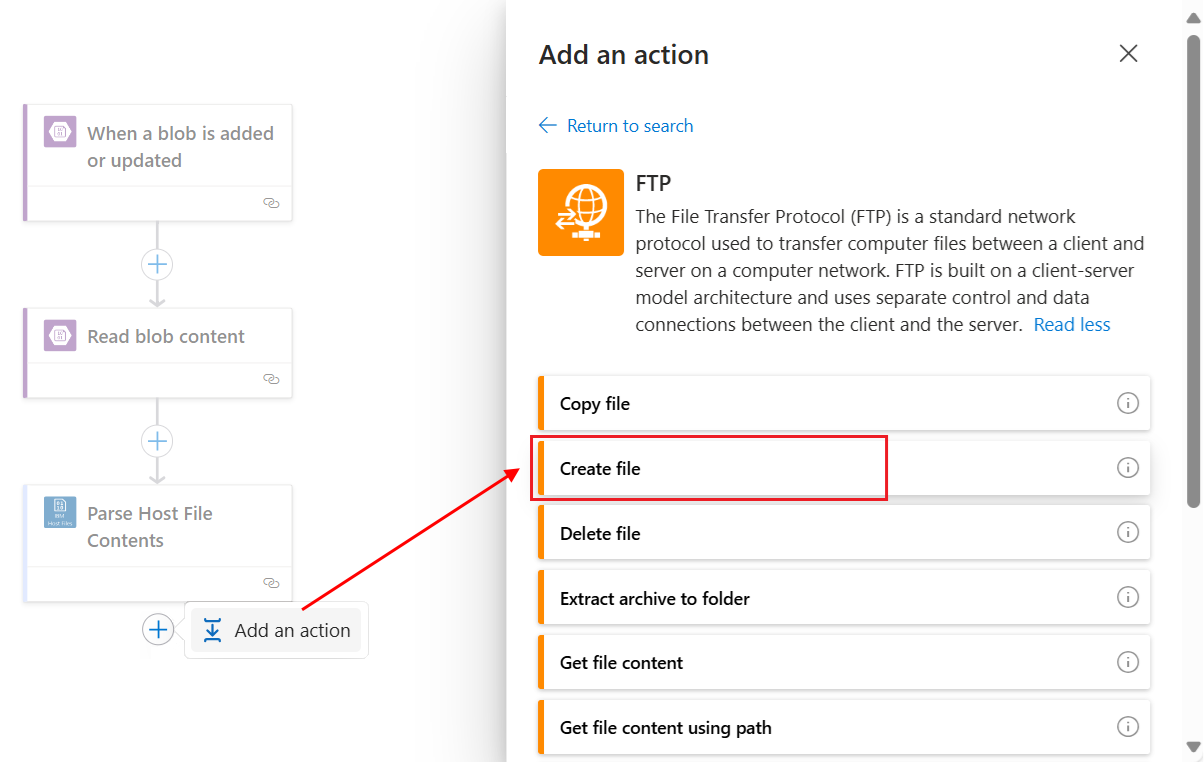 When a blob is added
or updated
Read blob content
Parse Host File
Contents
Add an action
Add an action
Return to search
FTP
The File Transfer Protocol (FTP) is a standard network
protocol used to transfer computer files between a client and
server on a computer network. FTP is built on a client-server
model architecture and uses separate control and data
connections between the client and the server. Read less
Copy file
Create file
Delete file
Extract archive to folder
Get file content
Get file content using path